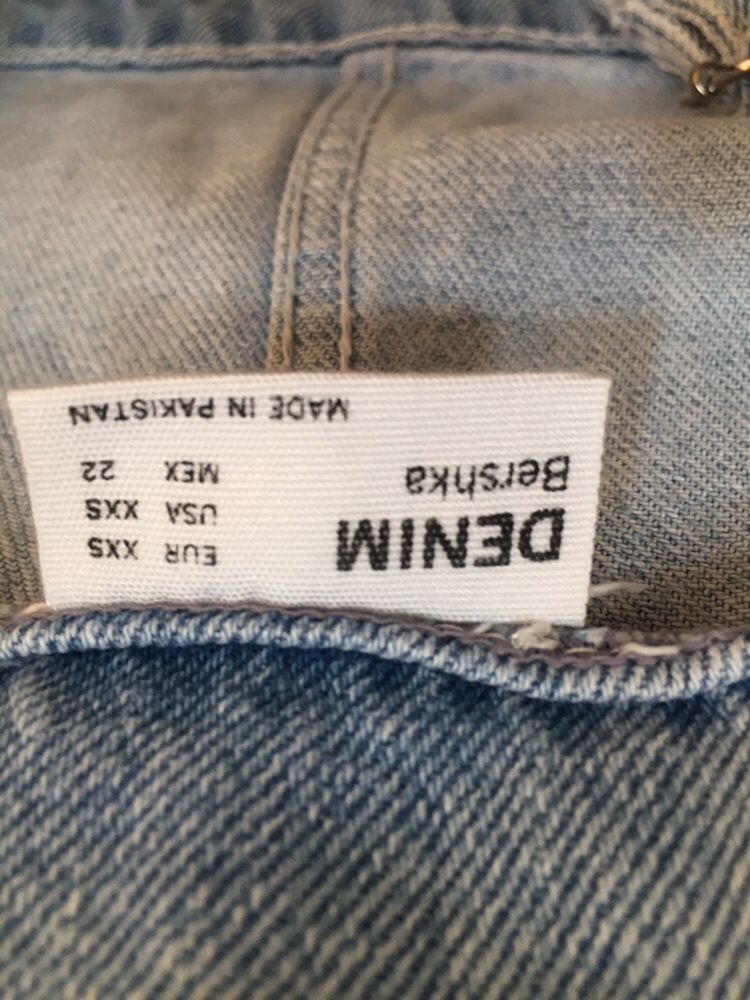 DENIM
Bershka
EUR XXS
USA XXS
MEX 22
MADE IN PAKISTAN